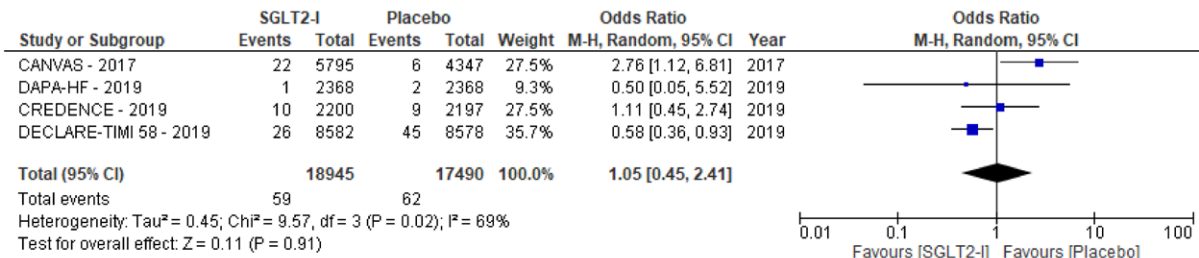 SGLT2-I Placebo Odds Ratio Odds Ratio
Study or Subgroup Events Total Events Total Weight M-H, Random, 95% CI Year M-H, Random, 95% CI
CANVAS - 2017 22 5795 6 4347 27.5% 2.76 [1.12, 6.81] 2017
DAPA-HF - 2019 1 2368 2 2368 9.3% 0.50 [0.05, 5.52] 2019
CREDENCE - 2019 10 2200 9 2197 27.5% 1.11 [0.45, 2.74] 2019
DECLARE-TIMI 58 - 2019 26 8582 45 8578 35.7% 0.58 [0.36, 0.93] 2019
Total (95% CI) 18945 17490 100.0% 1.05 [0.45, 2.41]
Total events 59 62
Heterogeneity: Tau² = 0.45; Chi² = 9.57, df = 3 (P = 0.02); I² = 69%
Test for overall effect: Z = 0.11 (P = 0.91)
0.01 0.1 1 10 100
Favours [SGLT2-I] Favours [Placebo]